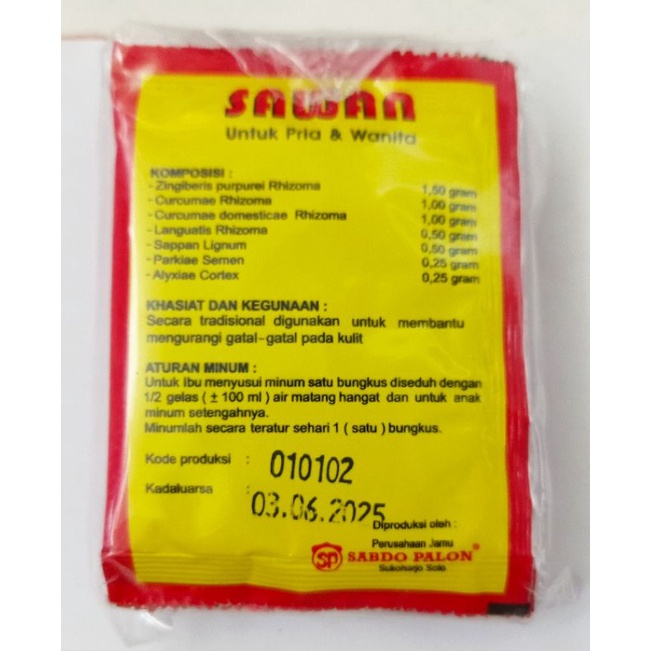 SAWAN
Untuk Pria & Wanita
KOMPOSISI :
- Zingiberis purpurei Rhizoma 1,50 gram
- Curcumae Rhizoma 1,00 gram
- Curcumae domesticae Rhizoma 1,00 gram
- Languatis Rhizoma 0,50 gram
- Sappan Lignum 0,50 gram
- Parkiae Semen 0,25 gram
- Alyxiae Cortex 0,25 gram
KHASIAT DAN KEGUNAAN :
Secara tradisional digunakan untuk membantu
mengurangi gatal-gatal pada kulit
ATURAN MINUM :
Untuk Ibu menyusui minum satu bungkus diseduh dengan
1/2 gelas ( ± 100 ml ) air matang hangat dan untuk anak
minum setengahnya.
Minumlah secara teratur sehari 1 ( satu ) bungkus.
Kode produksi : 010102
Kadaluarsa : 03.06.2025
Diproduksi oleh :
Perusahaan Jamu
SP SABDO PALON®
Sukoharjo Solo